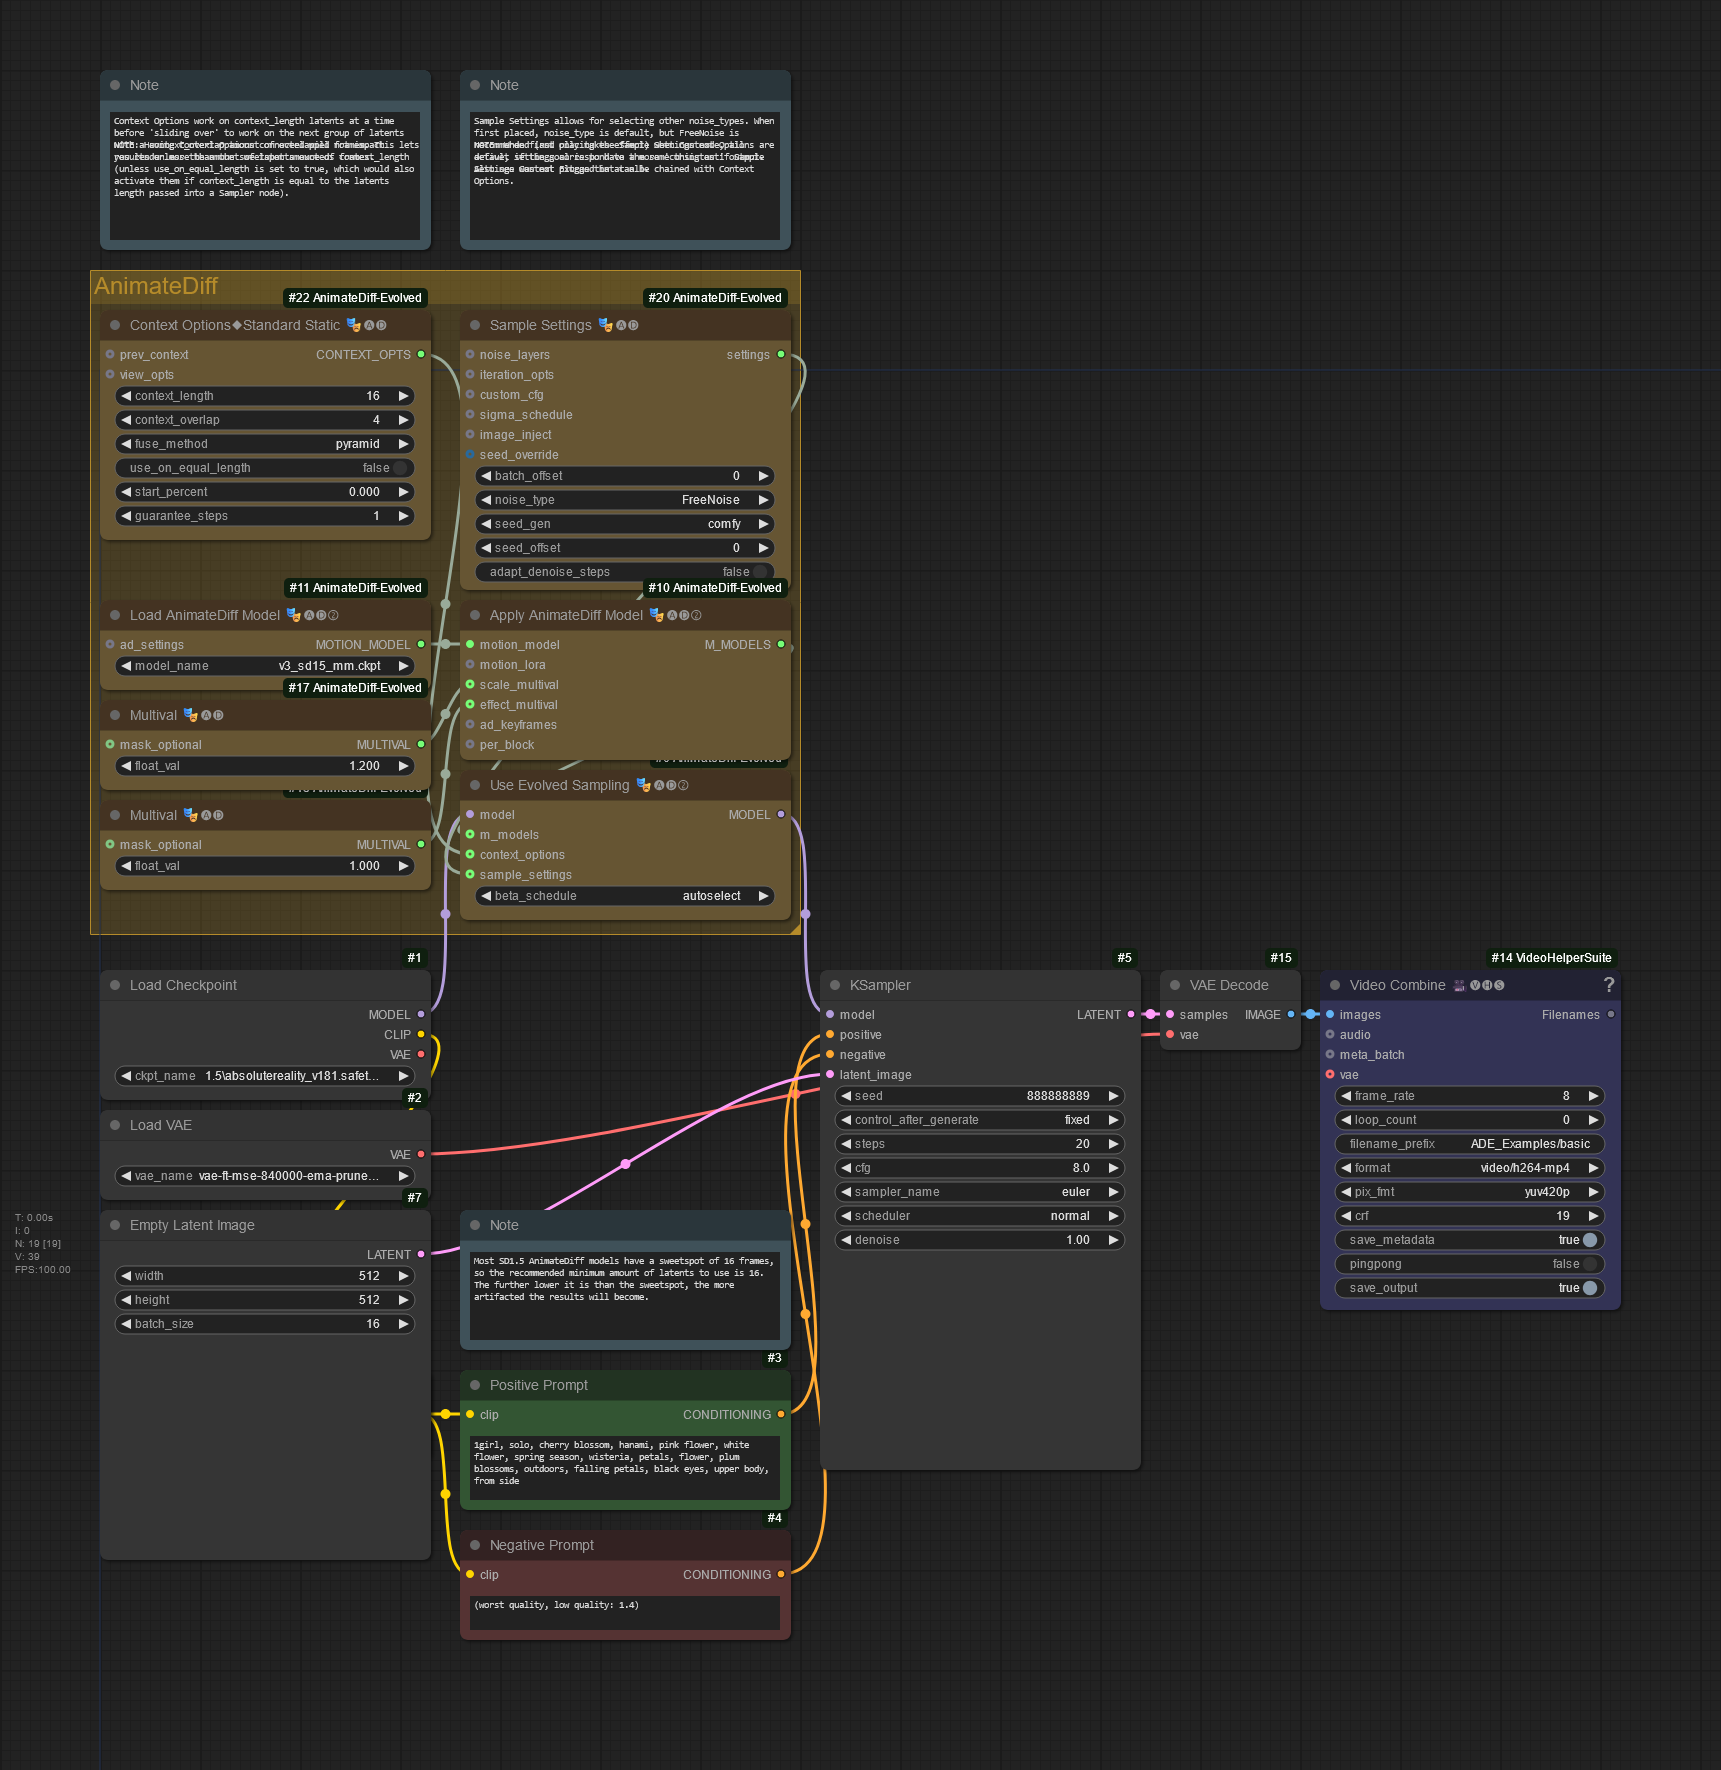 Note
Context Options work on context_length latents at a time
before 'sliding over' to work on the next group of latents
(unless use_on_equal_length is set to true, which would also
activate them if context_length is equal to the latents
length passed into a Sampler node).
Note
Sample Settings allows for selecting other noise_types. When
first placed, noise_type is default, but FreeNoise is
Options.
AnimateDiff
#22 AnimateDiff-Evolved
Context Options◆Standard Static 🎭🅐🅓
prev_context CONTEXT_OPTS
view_opts
context_length 16
context_overlap 4
fuse_method pyramid
use_on_equal_length false
start_percent 0.000
guarantee_steps 1
#20 AnimateDiff-Evolved
Sample Settings 🎭🅐🅓
noise_layers settings
iteration_opts
custom_cfg
sigma_schedule
image_inject
seed_override
batch_offset 0
noise_type FreeNoise
seed_gen comfy
seed_offset 0
adapt_denoise_steps false
#11 AnimateDiff-Evolved
Load AnimateDiff Model 🎭🅐🅓②
ad_settings MOTION_MODEL
model_name v3_sd15_mm.ckpt
#10 AnimateDiff-Evolved
Apply AnimateDiff Model 🎭🅐🅓②
motion_model M_MODELS
motion_lora
scale_multival
effect_multival
ad_keyframes
per_block
#17 AnimateDiff-Evolved
Multival 🎭🅐🅓
mask_optional MULTIVAL
float_val 1.200
AnimateDiff-Evolved
Multival 🎭🅐🅓
mask_optional MULTIVAL
float_val 1.000
AnimateDiff-Evolved
Use Evolved Sampling 🎭🅐🅓②
model MODEL
m_models
context_options
sample_settings
beta_schedule autoselect
#1
Load Checkpoint
MODEL
CLIP
VAE
ckpt_name 1.5\absolutereality_v181.safet...
#2
Load VAE
VAE
vae_name vae-ft-mse-840000-ema-prune...
#7
Empty Latent Image
LATENT
width 512
height 512
batch_size 16
T: 0.00s
I: 0
N: 19 [19]
V: 39
FPS:100.00
Note
Most SD1.5 AnimateDiff models have a sweetspot of 16 frames,
so the recommended minimum amount of latents to use is 16.
The further lower it is than the sweetspot, the more
artifacted the results will become.
#3
Positive Prompt
clip CONDITIONING
1girl, solo, cherry blossom, hanami, pink flower, white
flower, spring season, wisteria, petals, flower, plum
blossoms, outdoors, falling petals, black eyes, upper body,
from side
#4
Negative Prompt
clip CONDITIONING
(worst quality, low quality: 1.4)
#5
KSampler
model LATENT
positive
negative
latent_image
seed 888888889
control_after_generate fixed
steps 20
cfg 8.0
sampler_name euler
scheduler normal
denoise 1.00
#15
VAE Decode
samples IMAGE
vae
#14 VideoHelperSuite
Video Combine 🎥🅥🅗🅢 ?
images Filenames
audio
meta_batch
vae
frame_rate 8
loop_count 0
filename_prefix ADE_Examples/basic
format video/h264-mp4
pix_fmt yuv420p
crf 19
save_metadata true
pingpong false
save_output true